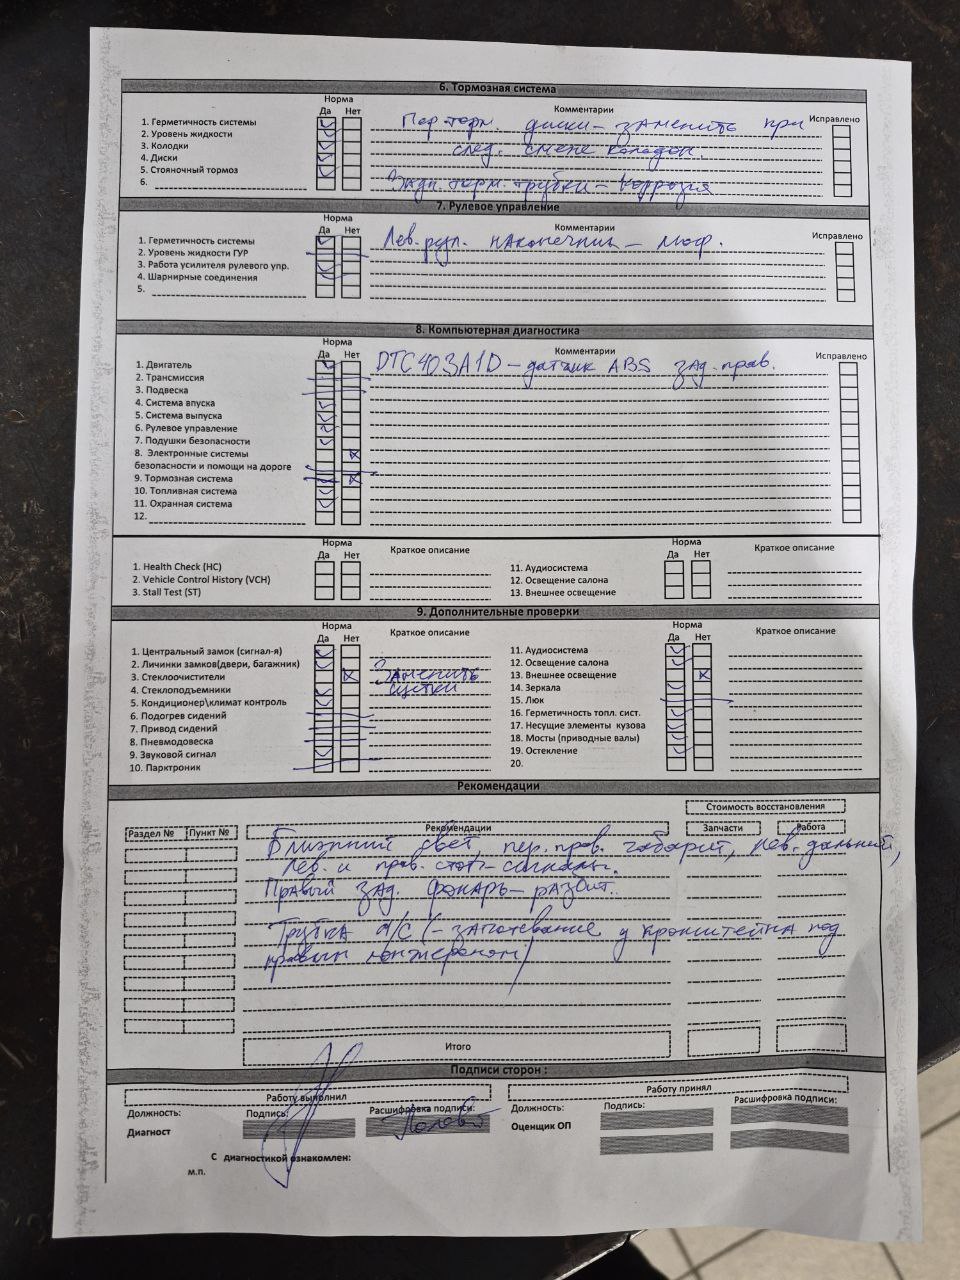 6. Тормозная система
Норма
Да Нет Комментарии Исправлено
1. Герметичность системы Пер. торм. диски - заменить при
2. Уровень жидкости
3. Колодки след. смене колодок.
4. Диски
5. Стояночный тормоз Задн. торм. трубки - коррозия
6.
7. Рулевое управление
Норма
Да Нет Комментарии Исправлено
1. Герметичность системы Лев. рул. наконечник - люф.
2. Уровень жидкости ГУР
3. Работа усилителя рулевого упр.
4. Шарнирные соединения
5.
8. Компьютерная диагностика
Норма
Да Нет Комментарии Исправлено
1. Двигатель DTC403A1D - датчик ABS зад. прав.
2. Трансмиссия
3. Подвеска
4. Система впуска
5. Система выпуска
6. Рулевое управление
7. Подушки безопасности
8. Электронные системы
безопасности и помощи на дороге
9. Тормозная система
10. Топливная система
11. Охранная система
12.
Норма Норма
Да Нет Краткое описание Да Нет Краткое описание
1. Health Check (HC) 11. Аудиосистема
2. Vehicle Control History (VCH) 12. Освещение салона
3. Stall Test (ST) 13. Внешнее освещение
9. Дополнительные проверки
Норма Норма
Да Нет Краткое описание Да Нет Краткое описание
1. Центральный замок (сигнал-я) 11. Аудиосистема
2. Личинки замков(двери, багажник) 12. Освещение салона
3. Стеклоочистители Заменить 13. Внешнее освещение
4. Стеклоподъемники щетки 14. Зеркала
5. Кондиционер\климат контроль 15. Люк
6. Подогрев сидений 16. Герметичность топл. сист.
7. Привод сидений 17. Несущие элементы кузова
8. Пневмодовеска 18. Мосты (приводные валы)
9. Звуковой сигнал 19. Остекление
10. Парктроник 20.
Рекомендации
Стоимость восстановления
Раздел № Пункт № Рекомендации Запчасти Работа
Ближний свет, пер. прав. габарит, лев. дальний,
лев. и прав. стоп-сигналы.
Правый зад. фонарь - разбит.
Трубка А/С (- запотевание у кронштейна под
правым лонжероном)
Итого
Подписи сторон :
Работу выполнил Работу принял
Должность: Подпись: Расшифровка подписи: Должность: Подпись: Расшифровка подписи:
Диагност Оценщик ОП
С диагностикой ознакомлен:
м.п.